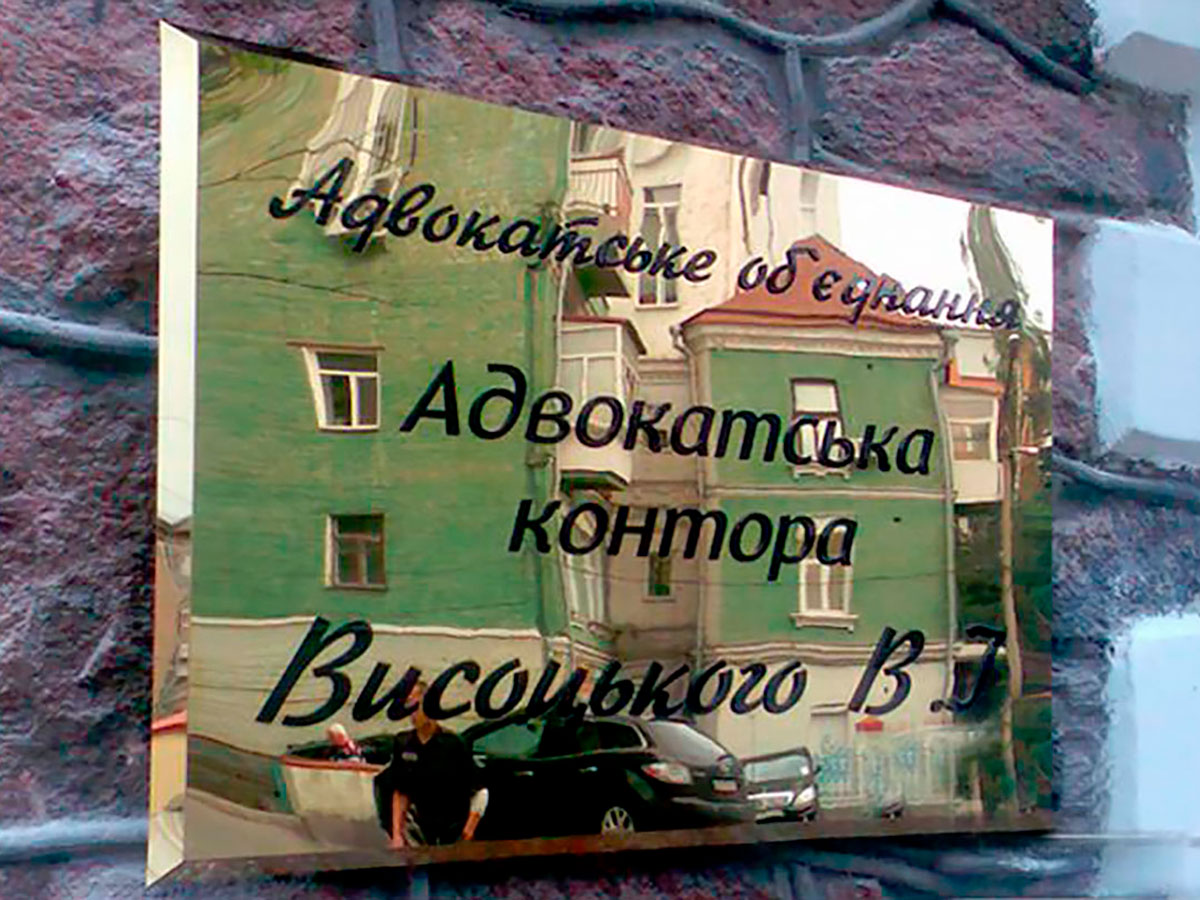 Адвокатське об'єднання
Адвокатська
контора
Висоцького В.І